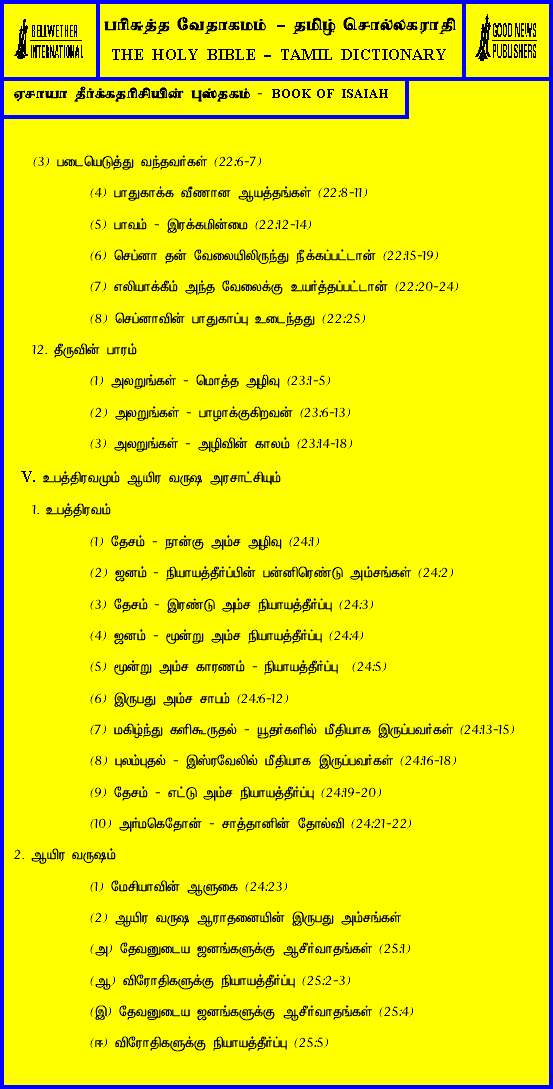 BELLWETHER
INTERNATIONAL
பரிசுத்த வேதாகமம் – தமிழ் சொல்லகராதி
THE HOLY BIBLE – TAMIL DICTIONARY
GOOD NEWS
PUBLISHERS
ஏசாயா தீர்க்கதரிசியின் புஸ்தகம் - BOOK OF ISAIAH
(3) படையெடுத்து வந்தவர்கள் (22:6-7)
(4) பாதுகாக்க வீணான ஆயத்தங்கள் (22:8-11)
(5) பாவம் - இரக்கமின்மை (22:12-14)
(6) செப்னா தன் வேலையிலிருந்து நீக்கப்பட்டான் (22:15-19)
(7) எலியாக்கீம் அந்த வேலைக்கு உயர்த்தப்பட்டான் (22:20-24)
(8) செப்னாவின் பாதுகாப்பு உடைந்தது (22:25)
12. தீருவின் பாரம்
(1) அலறுங்கள் - மொத்த அழிவு (23:1-5)
(2) அலறுங்கள் - பாழாக்குகிறவன் (23:6-13)
(3) அலறுங்கள் - அழிவின் காலம் (23:14-18)
V. உபத்திரவமும் ஆயிர வருஷ அரசாட்சியும்
1. உபத்திரவம்
(1) தேசம் - நான்கு அம்ச அழிவு (24:1)
(2) ஜனம் - நியாயத்தீர்ப்பின் பன்னிரெண்டு அம்சங்கள் (24:2)
(3) தேசம் - இரண்டு அம்ச நியாயத்தீர்ப்பு (24:3)
(4) ஜனம் - மூன்று அம்ச நியாயத்தீர்ப்பு (24:4)
(5) மூன்று அம்ச காரணம் - நியாயத்தீர்ப்பு (24:5)
(6) இருபது அம்ச சாபம் (24:6-12)
(7) மகிழ்ந்து களிகூருதல் - யூதர்களில் மீதியாக இருப்பவர்கள் (24:13-15)
(8) புலம்புதல் - இஸ்ரவேலில் மீதியாக இருப்பவர்கள் (24:16-18)
(9) தேசம் - எட்டு அம்ச நியாயத்தீர்ப்பு (24:19-20)
(10) அர்மகெதோன் - சாத்தானின் தோல்வி (24:21-22)
2. ஆயிர வருஷம்
(1) மேசியாவின் ஆளுகை (24:23)
(2) ஆயிர வருஷ ஆராதனையின் இருபது அம்சங்கள்
(அ) தேவனுடைய ஜனங்களுக்கு ஆசீர்வாதங்கள் (25:1)
(ஆ) விரோதிகளுக்கு நியாயத்தீர்ப்பு (25:2-3)
(இ) தேவனுடைய ஜனங்களுக்கு ஆசீர்வாதங்கள் (25:4)
(ஈ) விரோதிகளுக்கு நியாயத்தீர்ப்பு (25:5)